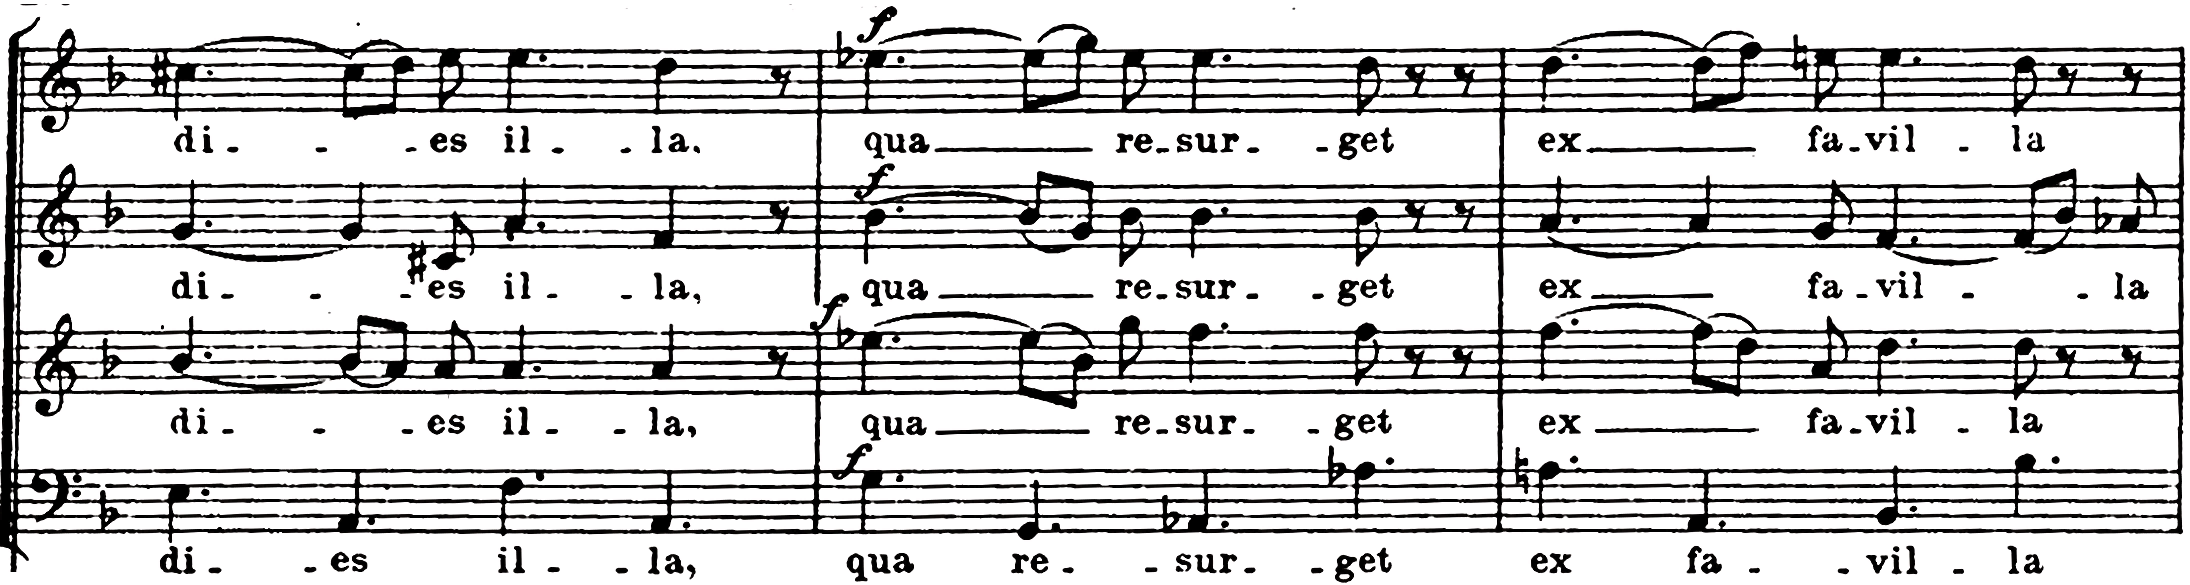 f
di - - - es il - - la, qua re-sur - - get ex fa-vil - la
f
di - - - es il - - la, qua re-sur - - get ex fa-vil - - la
f
di - - - es il - - la, qua re-sur - - get ex fa-vil - la
f
di - - es il - - la, qua re - - sur - - get ex fa - - vil - la